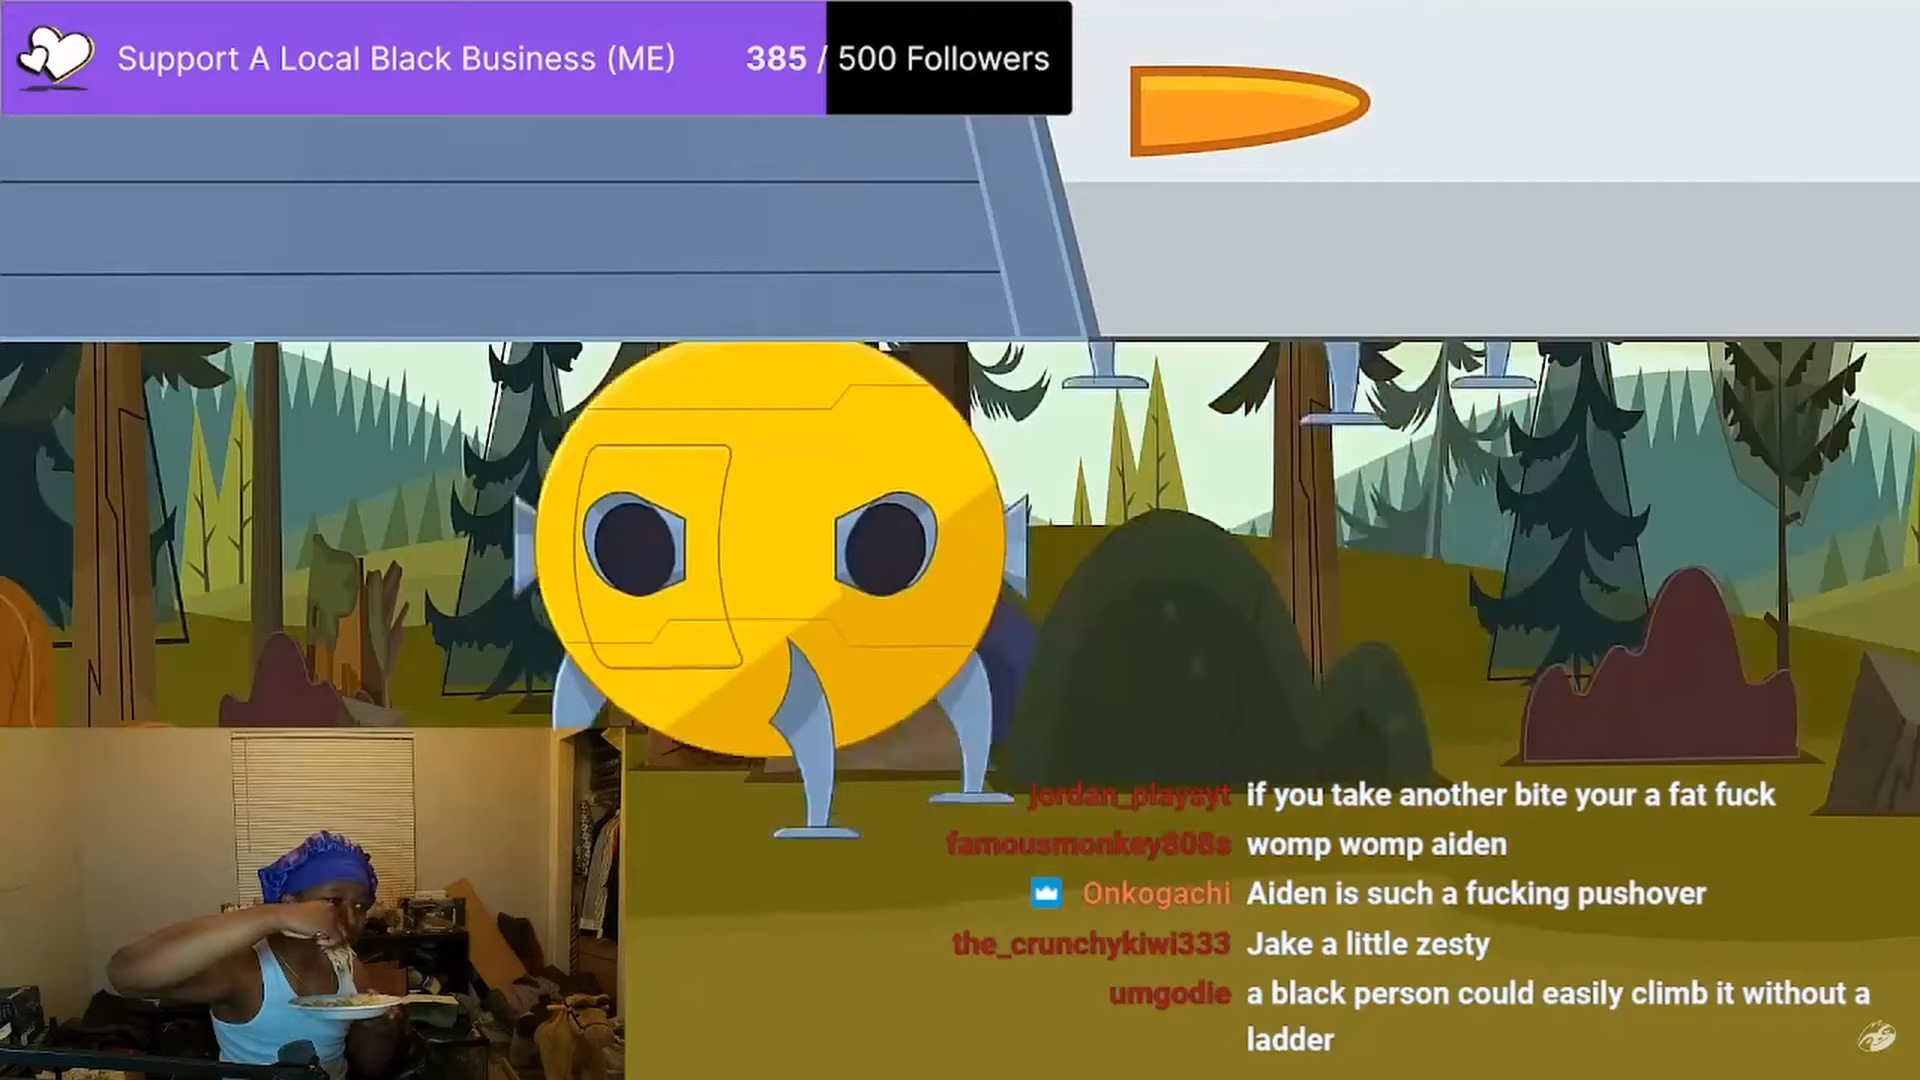 Support A Local Black Business (ME) 385 / 500 Followers
jordan_playsyt if you take another bite your a fat fuck
famousmonkey808s womp womp aiden
Onkogachi Aiden is such a fucking pushover
the_crunchykiwi333 Jake a little zesty
umgodie a black person could easily climb it without a
ladder